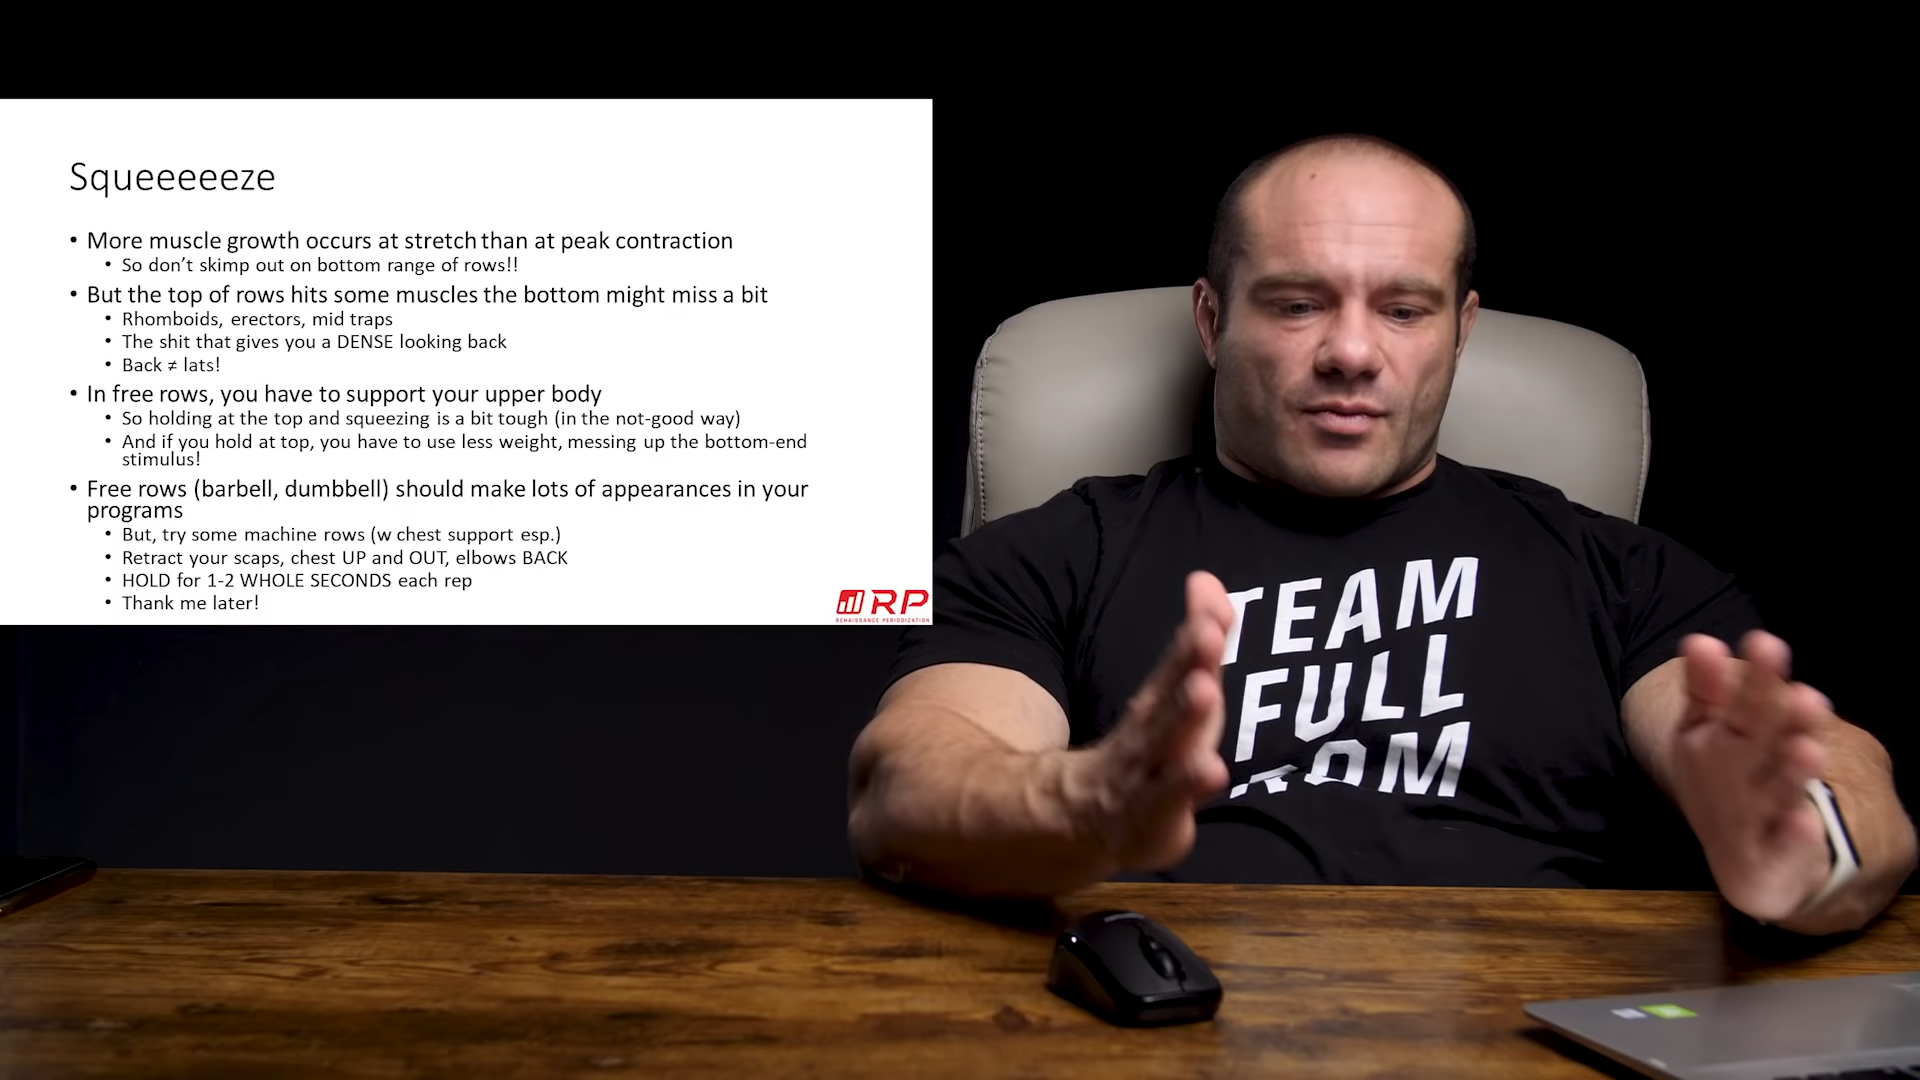 Squeeeeeze
• More muscle growth occurs at stretch than at peak contraction
• So don’t skimp out on bottom range of rows!!
• But the top of rows hits some muscles the bottom might miss a bit
• Rhomboids, erectors, mid traps
• The shit that gives you a DENSE looking back
• Back ≠ lats!
• In free rows, you have to support your upper body
• So holding at the top and squeezing is a bit tough (in the not-good way)
• And if you hold at top, you have to use less weight, messing up the bottom-end
stimulus!
• Free rows (barbell, dumbbell) should make lots of appearances in your
programs
• But, try some machine rows (w chest support esp.)
• Retract your scaps, chest UP and OUT, elbows BACK
• HOLD for 1-2 WHOLE SECONDS each rep
• Thank me later!
RP
RENAISSANCE PERIODIZATION
TEAM
FULL
ROM